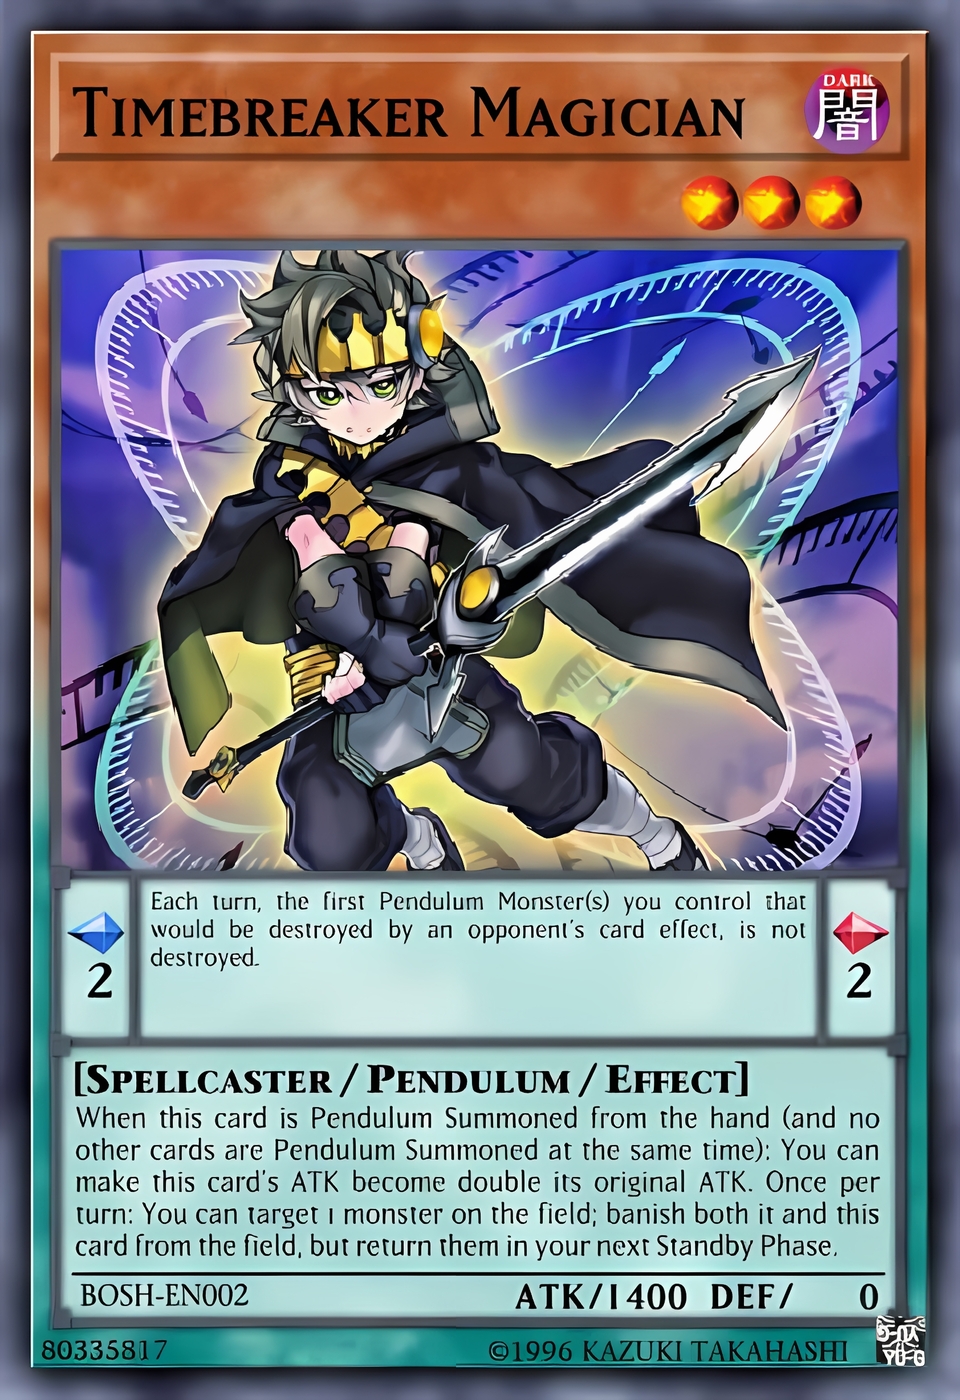 TIMEBREAKER MAGICIAN
DARK
闇
Each turn, the first Pendulum Monster(s) you control that
would be destroyed by an opponent's card effect, is not
destroyed.
2
2
[SPELLCASTER / PENDULUM / EFFECT]
When this card is Pendulum Summoned from the hand (and no
other cards are Pendulum Summoned at the same time): You can
make this card's ATK become double its original ATK. Once per
turn: You can target 1 monster on the field; banish both it and this
card from the field, but return them in your next Standby Phase.
BOSH-EN002
ATK/1400 DEF/ 0
80335817
©1996 KAZUKI TAKAHASHI